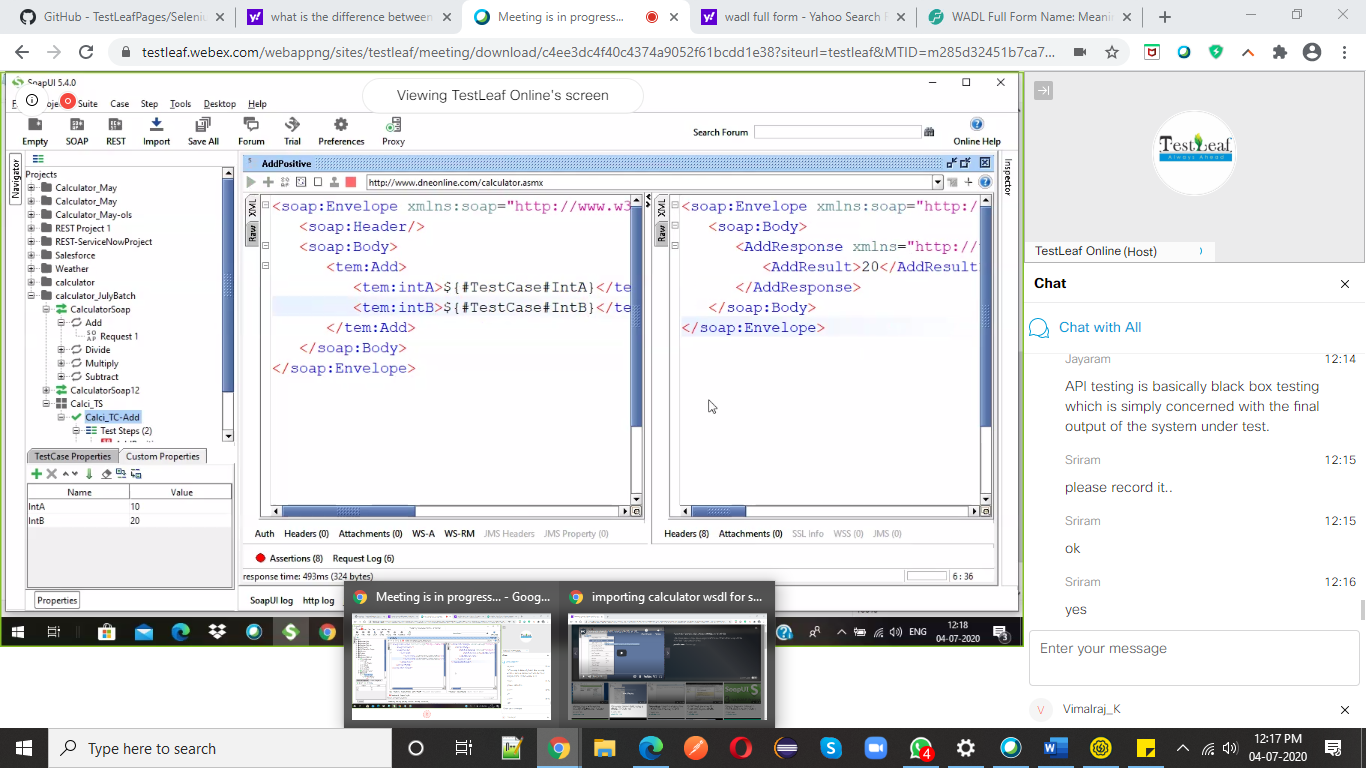 GitHub - TestLeafPages/Seleniu
what is the difference between
Meeting is in progress...
wadl full form - Yahoo Search F
WADL Full Form Name: Meani
testleaf.webex.com/webappng/sites/testleaf/meeting/download/c4ee3dc4f40c4374a9052f61bcdd1e38?siteurl=testleaf&MTID=m285d32451b7ca7...
SoapUI 5.4.0
Viewing TestLeaf Online's screen
Suite Case Step Tools Desktop Help
Empty SOAP REST Import Save All Forum Trial Preferences Proxy
Search Forum
Online Help
Navigator
Projects
Calculator_May
Calculator_May
Calculator_May-ols
REST Project 1
REST-ServiceNowProject
Salesforce
Weather
calculator
calculator_JulyBatch
CalculatorSoap
Add
Request 1
Divide
Multiply
Subtract
CalculatorSoap12
Calci_TS
Calci_TC-Add
Test Steps (2)
TestCase Properties
Custom Properties
Name Value
IntA 10
IntB 20
Properties
AddPositive
http://www.dneonline.com/calculator.asmx
XML
Raw
<soap:Envelope xmlns:soap="http://www.w3
<soap:Header/>
<soap:Body>
<tem:Add>
<tem:intA>${#TestCase#IntA}</te
<tem:intB>${#TestCase#IntB}</te
</tem:Add>
</soap:Body>
</soap:Envelope>
XML
Raw
<soap:Envelope xmlns:soap="http:/
<soap:Body>
<AddResponse xmlns="http://
<AddResult>20</AddResult
</AddResponse>
</soap:Body>
</soap:Envelope>
Inspector
Auth Headers (0) Attachments (0) WS-A WS-RM JMS Headers JMS Property (0)
Headers (8) Attachments (0) SSL Info WSS (0) JMS (0)
Assertions (8) Request Log (6)
response time: 493ms (324 bytes)
6 : 36
SoapUI log http log
Meeting is in progress... - Goog...
importing calculator wsdl for s...
ENG
12:18
04-07-2020
3
TestLeaf
Always Ahead
TestLeaf Online (Host)
Chat
Chat with All
Jayaram 12:14
API testing is basically black box testing
which is simply concerned with the final
output of the system under test.
Sriram 12:15
please record it..
Sriram 12:15
ok
Sriram 12:16
yes
Enter your message
V Vimalraj_K
Type here to search
4
12:17 PM
04-07-2020